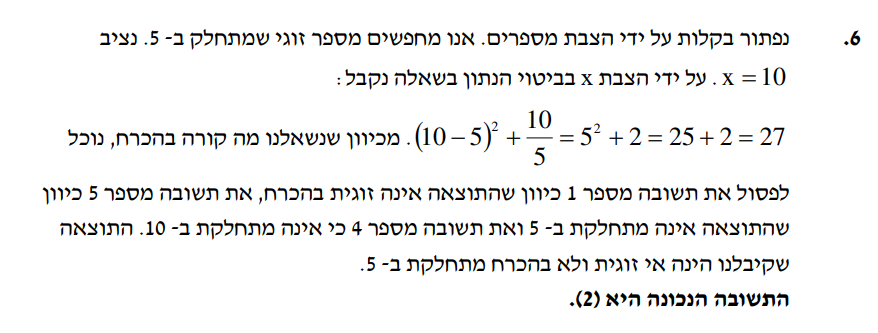 6. נפתור בקלות על ידי הצבת מספרים. אנו מחפשים מספר זוגי שמתחלק ב- 5. נציב
x = 10. על ידי הצבת x בביטוי הנתון בשאלה נקבל:
(10 − 5)² + 10/5 = 5² + 2 = 25 + 2 = 27. מכיוון שנשאלנו מה קורה בהכרח, נוכל
לפסול את תשובה מספר 1 כיוון שהתוצאה אינה זוגית בהכרח, את תשובה מספר 5 כיוון
שהתוצאה אינה מתחלקת ב- 5 ואת תשובה מספר 4 כי אינה מתחלקת ב- 10. התוצאה
שקיבלנו הינה אי זוגית ולא בהכרח מתחלקת ב- 5.
התשובה הנכונה היא (2).